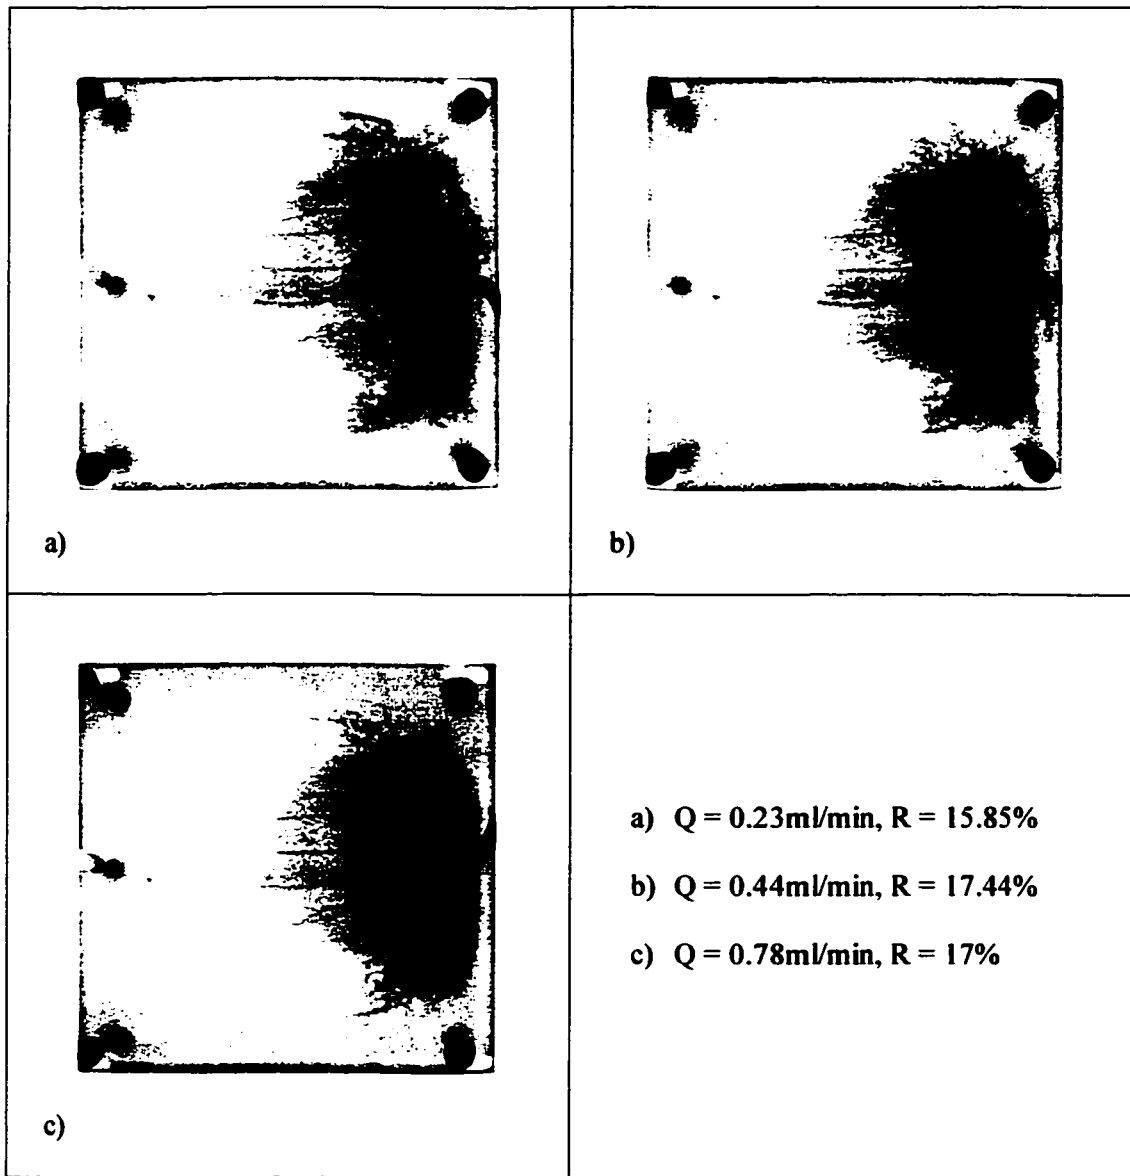 a)
b)
c)
a) Q = 0.23ml/min, R = 15.85%
b) Q = 0.44ml/min, R = 17.44%
c) Q = 0.78ml/min, R = 17%